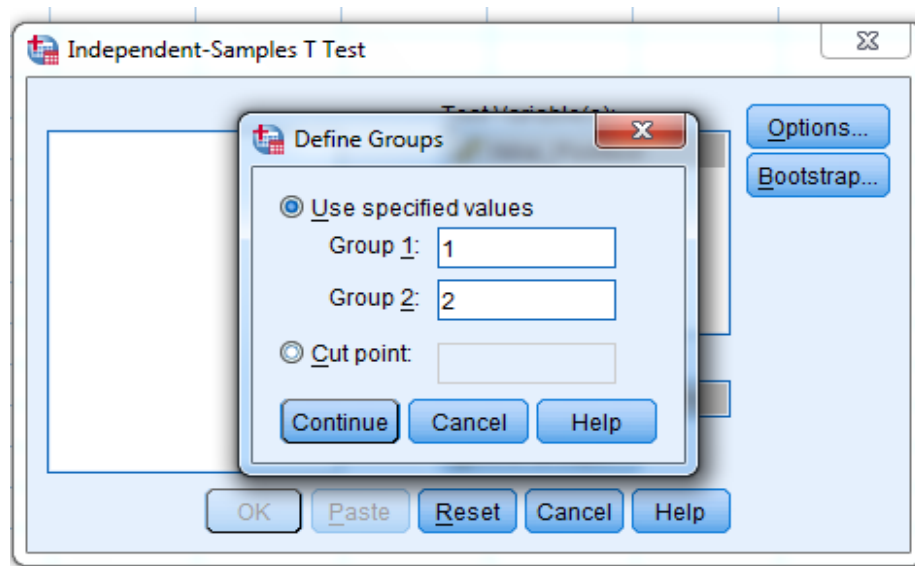 Independent-Samples T Test
Define Groups
Options...
Bootstrap...
Use specified values
Group 1: 1
Group 2: 2
Cut point:
Continue Cancel Help
OK Paste Reset Cancel Help